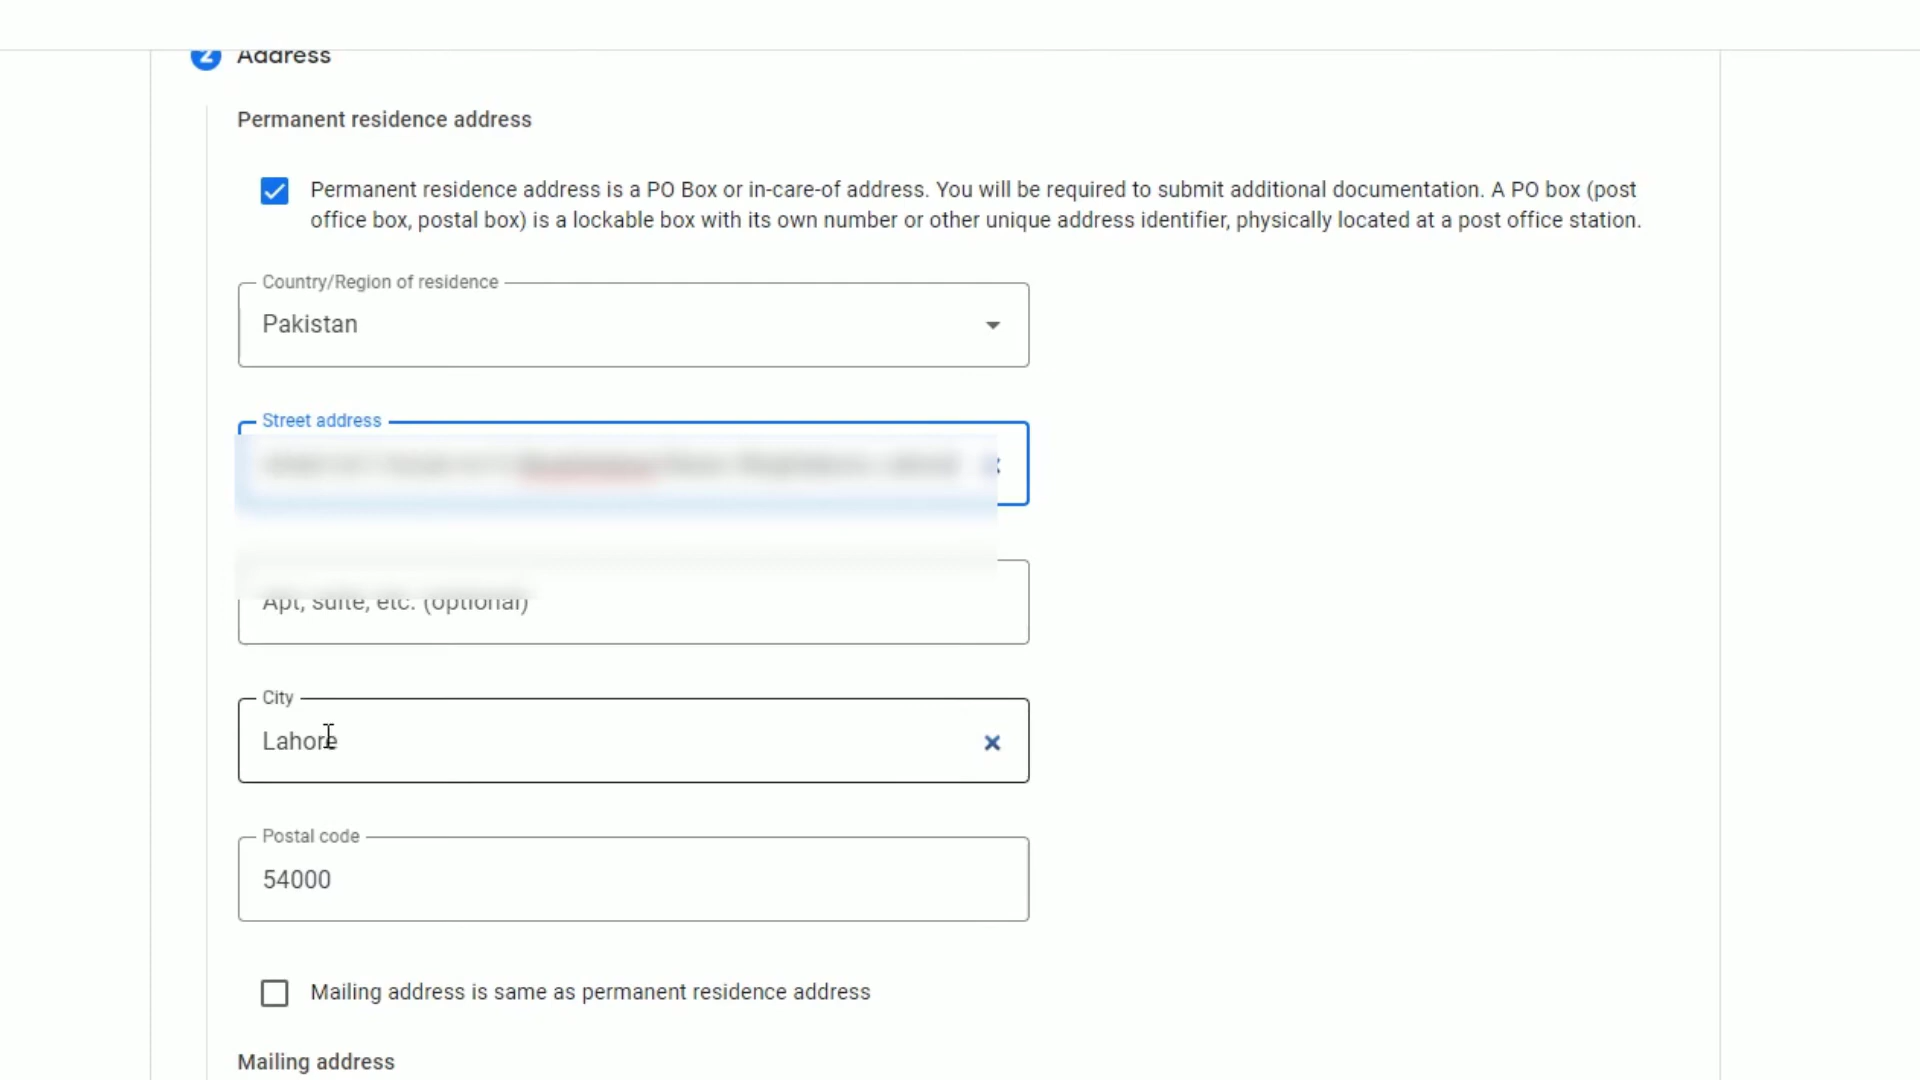 2 Address
Permanent residence address
Permanent residence address is a PO Box or in-care-of address. You will be required to submit additional documentation. A PO box (post
office box, postal box) is a lockable box with its own number or other unique address identifier, physically located at a post office station.
Country/Region of residence
Pakistan
Street address
Apt, suite, etc. (optional)
City
Lahore
Postal code
54000
Mailing address is same as permanent residence address
Mailing address